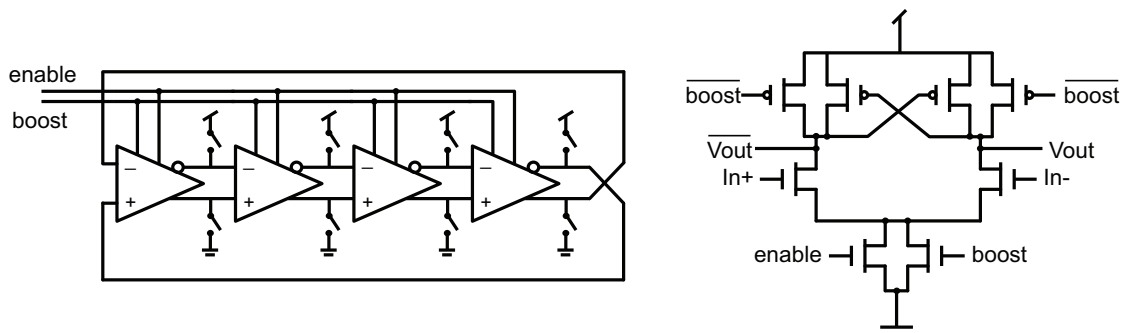 enable
boost
−
+
−
+
−
+
−
+
boost
boost
Vout
Vout
In+
In-
enable
boost